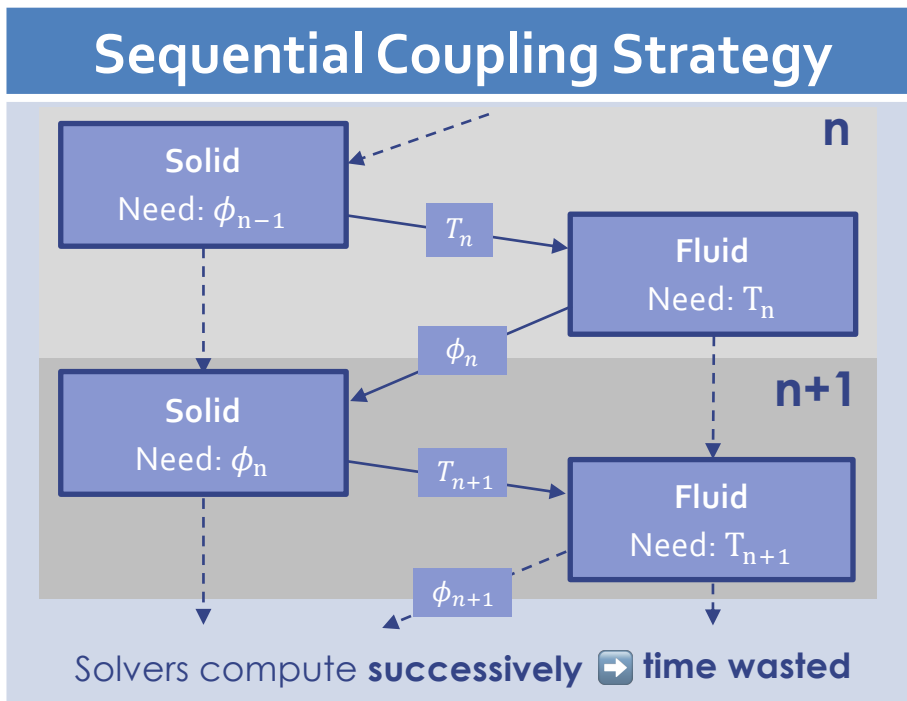 Sequential Coupling Strategy
n
Solid
Need: ϕₙ₋₁
Tₙ
Fluid
Need: Tₙ
ϕₙ
n+1
Solid
Need: ϕₙ
Tₙ₊₁
Fluid
Need: Tₙ₊₁
ϕₙ₊₁
Solvers compute successively ➡ time wasted